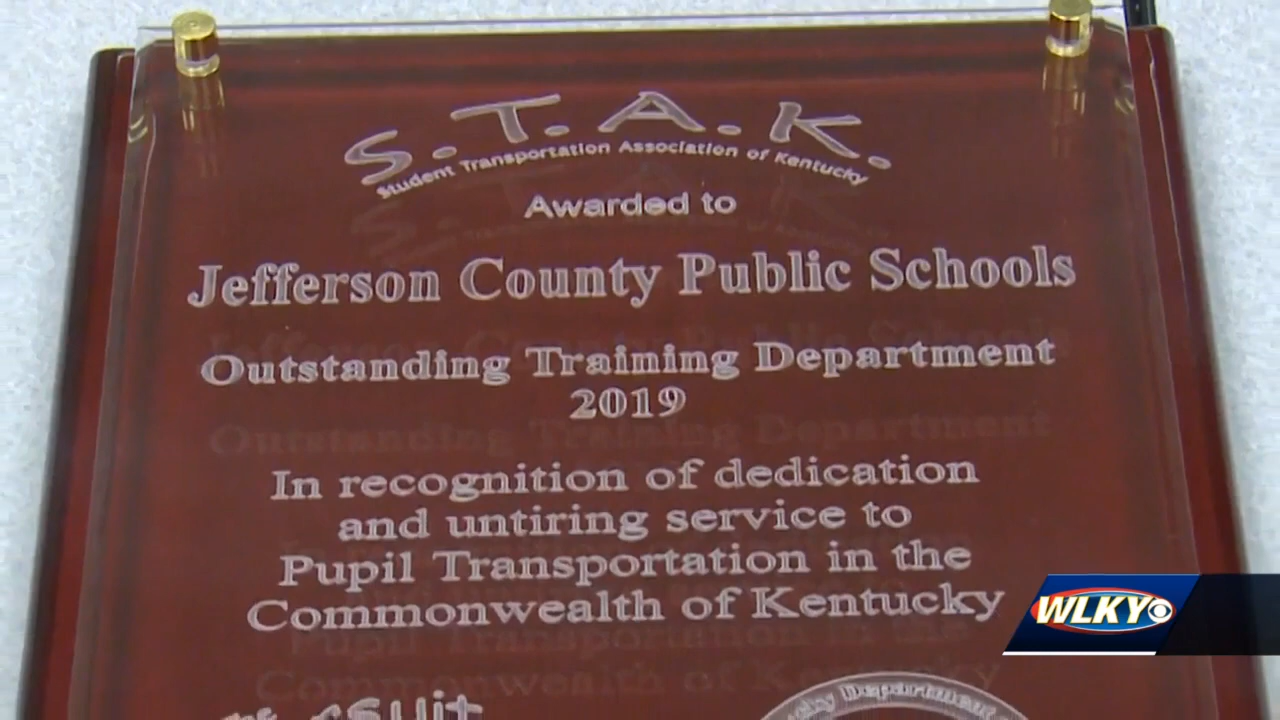 S.T.A.K.
Student Transportation Association of Kentucky
Awarded to
Jefferson County Public Schools
Outstanding Training Department
2019
In recognition of dedication
and untiring service to
Pupil Transportation in the
Commonwealth of Kentucky
WLKY
Department